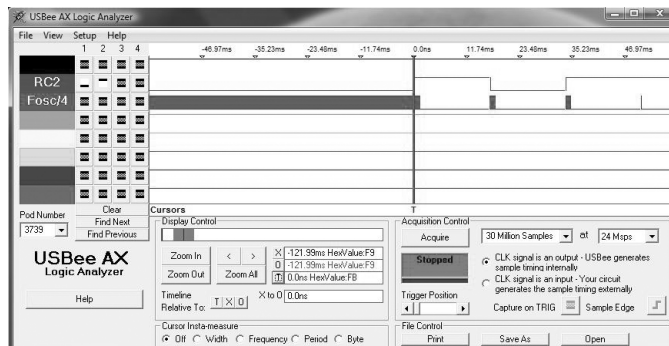 USBee AX Logic Analyzer
File View Setup Help
1 2 3 4
-46.97ms -35.23ms -23.48ms -11.74ms 0.0ns 11.74ms 23.48ms 35.23ms 46.97ms
RC2
Fosc/4
Pod Number
3739
Clear
Find Next
Find Previous
USBee AX
Logic Analyzer
Help
Cursors
T
Display Control
Zoom In < > X -121.99ms HexValue:F9
O -121.99ms HexValue:F9
Zoom Out Zoom All 0.0ns HexValue:FB
Timeline
Relative To: T X O X to O 0.0ns
Cursor Insta-measure
Off Width Frequency Period Byte
Acquisition Control
Acquire 30 Million Samples at 24 Msps
Stopped
CLK signal is an output - USBee generates
sample timing internally
CLK signal is an input - Your circuit
generates the sample timing externally
Trigger Position
Capture on TRIG Sample Edge
File Control
Print Save As Open